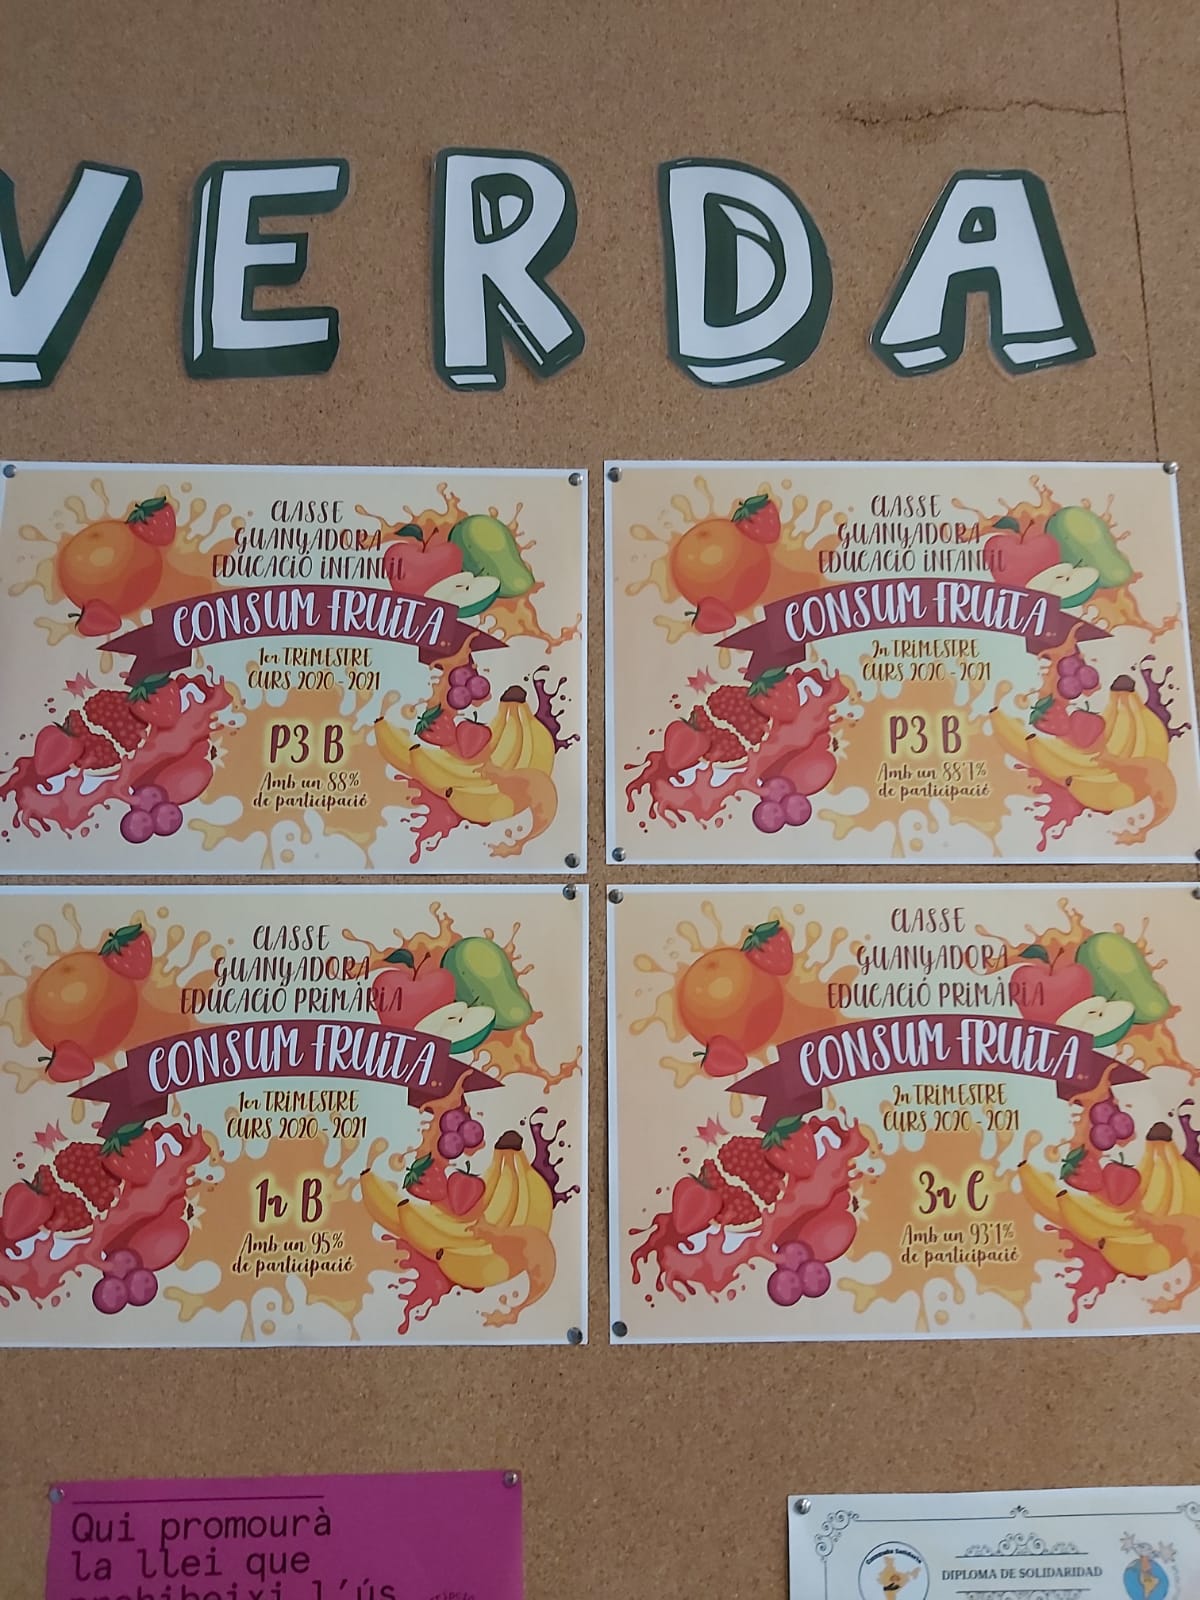 VERDA
CLASSE
GUANYADORA
EDUCACIÓ INFANTIL
CONSUM FRUITA
1er TRIMESTRE
CURS 2020-2021
P3 B
Amb un 88%
de participació
CLASSE
GUANYADORA
EDUCACIÓ INFANTIL
CONSUM FRUITA
2n TRIMESTRE
CURS 2020-2021
P3 B
Amb un 88'7%
de participació
CLASSE
GUANYADORA
EDUCACIÓ PRIMÀRIA
CONSUM FRUITA
1er TRIMESTRE
CURS 2020-2021
1r B
Amb un 95%
de participació
CLASSE
GUANYADORA
EDUCACIÓ PRIMÀRIA
CONSUM FRUITA
2n TRIMESTRE
CURS 2020-2021
3r C
Amb un 93'1%
de participació
Qui promourà
la llei que
prohibeixi l'ús
DIPLOMA DE SOLIDARIDAD